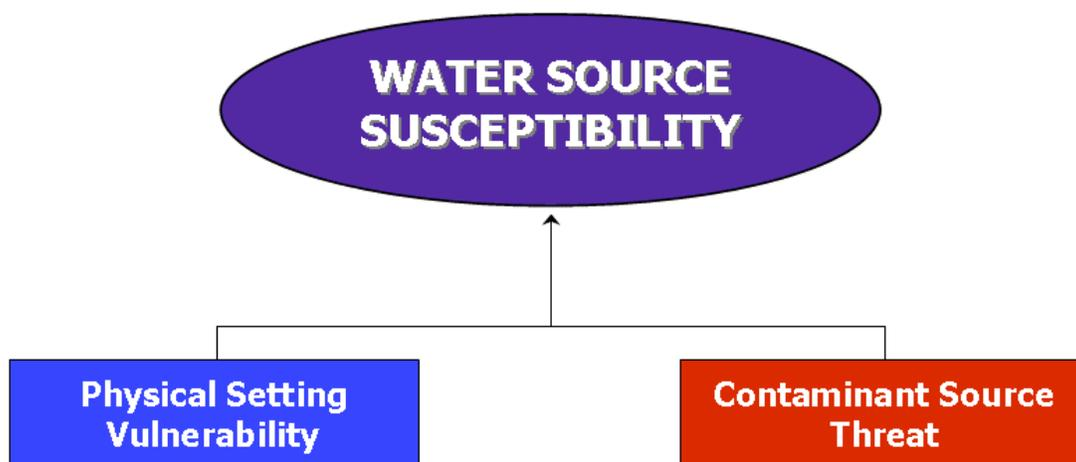 WATER SOURCE
SUSCEPTIBILITY
Physical Setting
Vulnerability
Contaminant Source
Threat